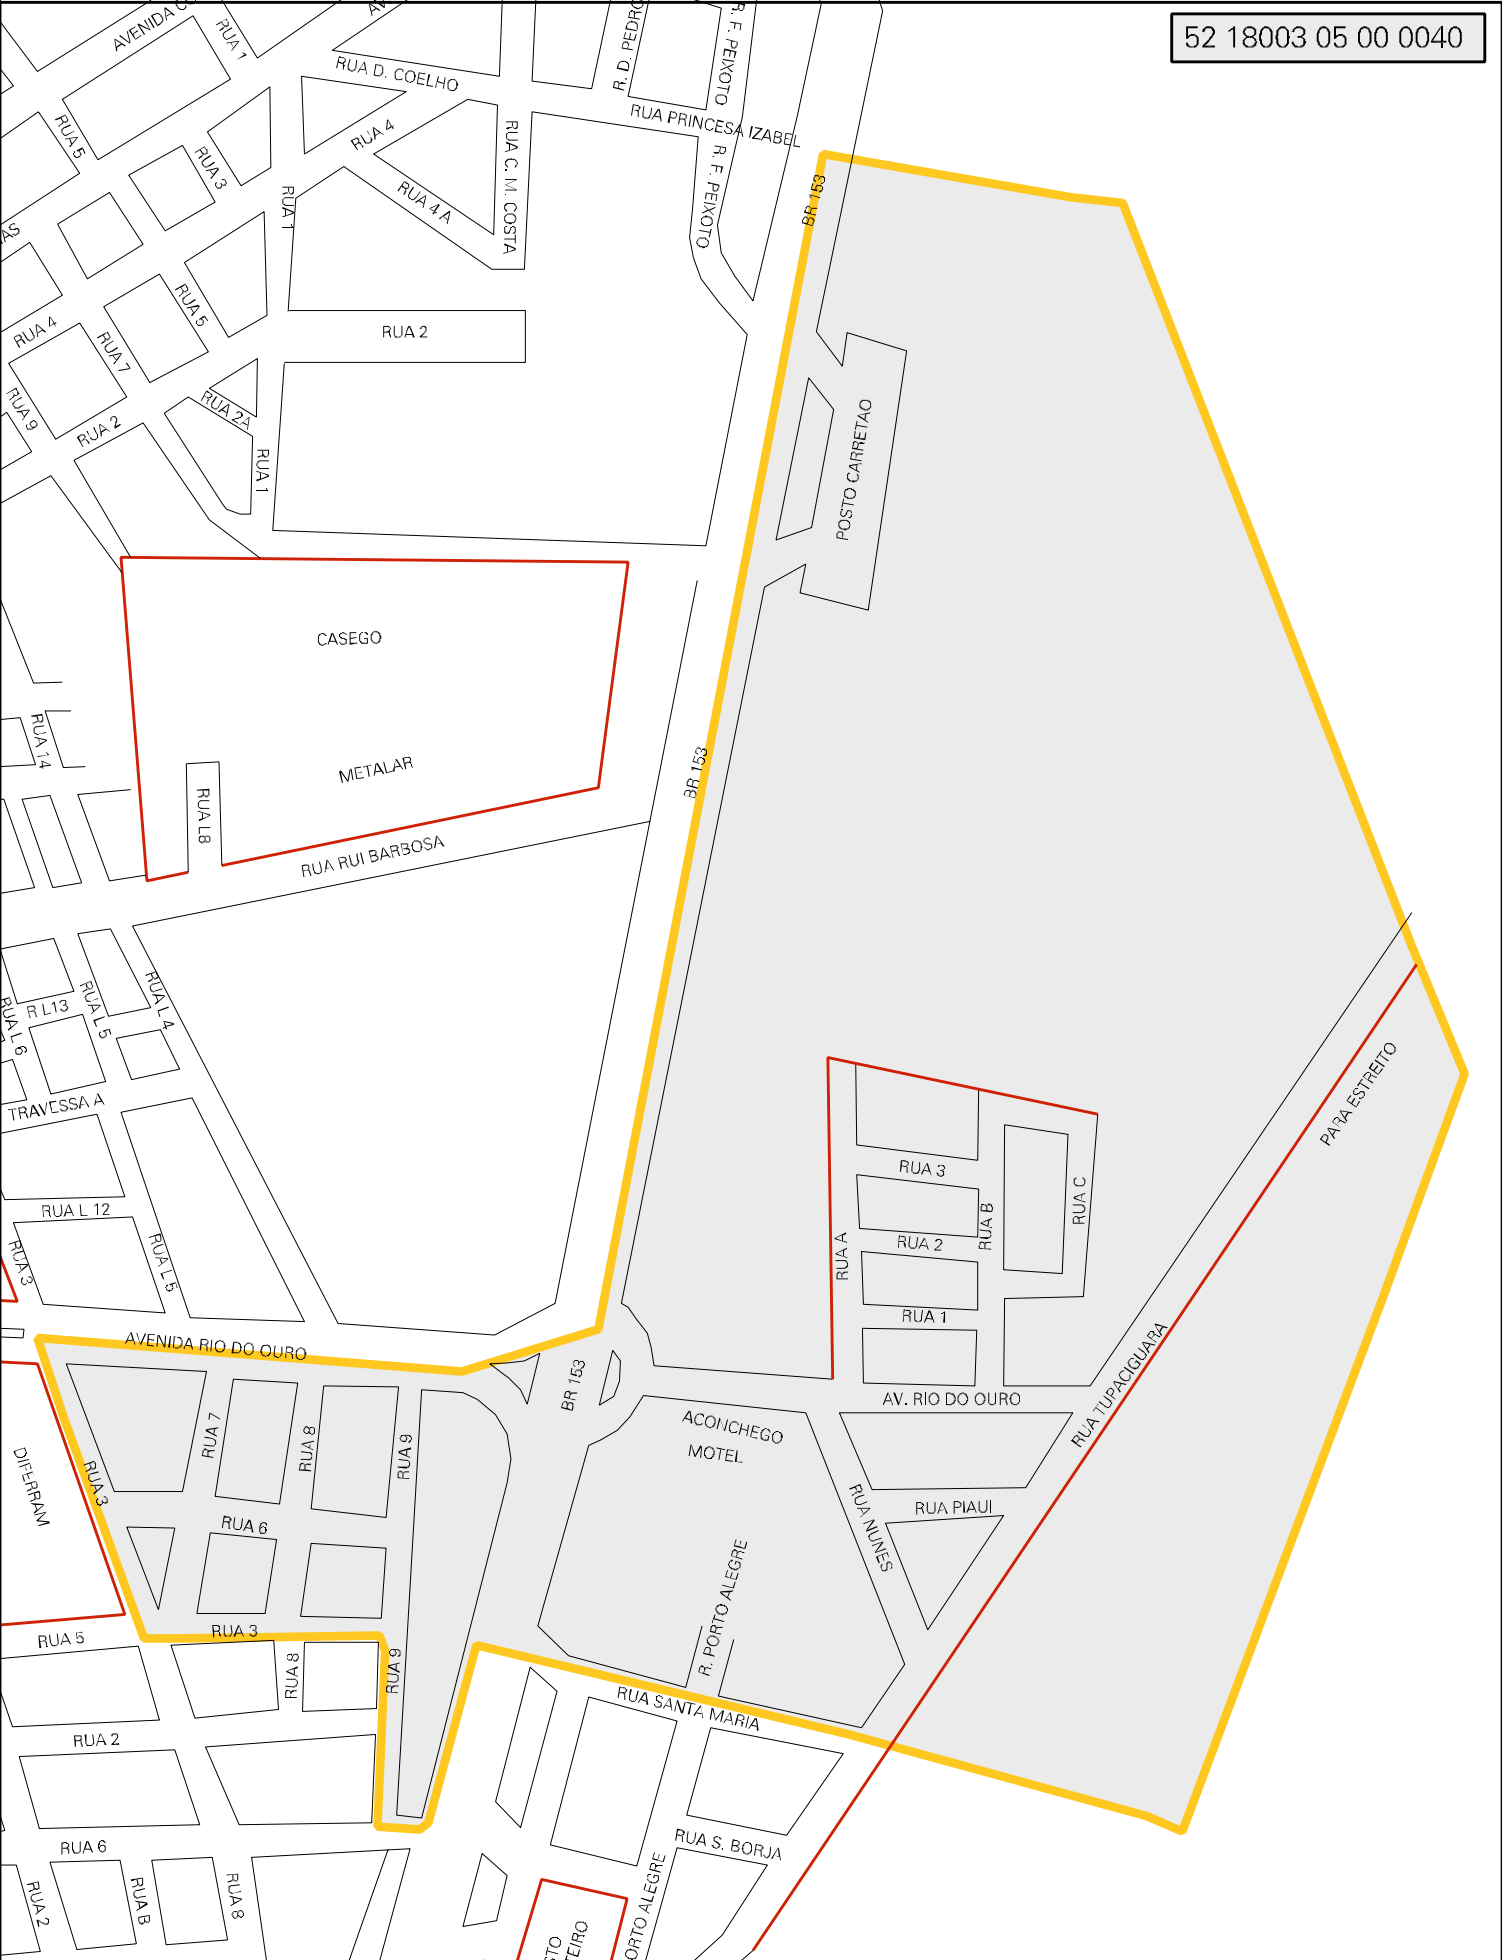 52 18003 05 00 0040
RUA 1
R. D. PEDRO
R. F. PEIXOTO
RUA D. COELHO
RUA PRINCESA IZABEL
RUA 5
RUA 4
RUA C. M. COSTA
RUA 3
R. F. PEIXOTO
RUA 4 A
RUA 1
BR 153
RUA 5
RUA 4
RUA 2
RUA 7
RUA 9
RUA 2A
RUA 2
RUA 1
POSTO CARRETAO
CASEGO
RUA 14
METALAR
BR 153
RUA L8
RUA RUI BARBOSA
RUA L 4
R L13
RUA L 5
RUA L 6
TRAVESSA A
PARA ESTREITO
RUA 3
RUA C
RUA B
RUA L 12
RUA A
RUA 2
RUA 3
RUA L 5
RUA 1
AVENIDA RIO DO OURO
BR 153
AV. RIO DO OURO
RUA TUPACIGUARA
ACONCHEGO
MOTEL
RUA 7
RUA 8
RUA 9
DIFERRAM
RUA 3
RUA PIAUI
RUA NUNES
RUA 6
R. PORTO ALEGRE
RUA 3
RUA 5
RUA 8
RUA 9
RUA SANTA MARIA
RUA 2
RUA S. BORJA
RUA 6
RUA 2
RUA B
RUA 8